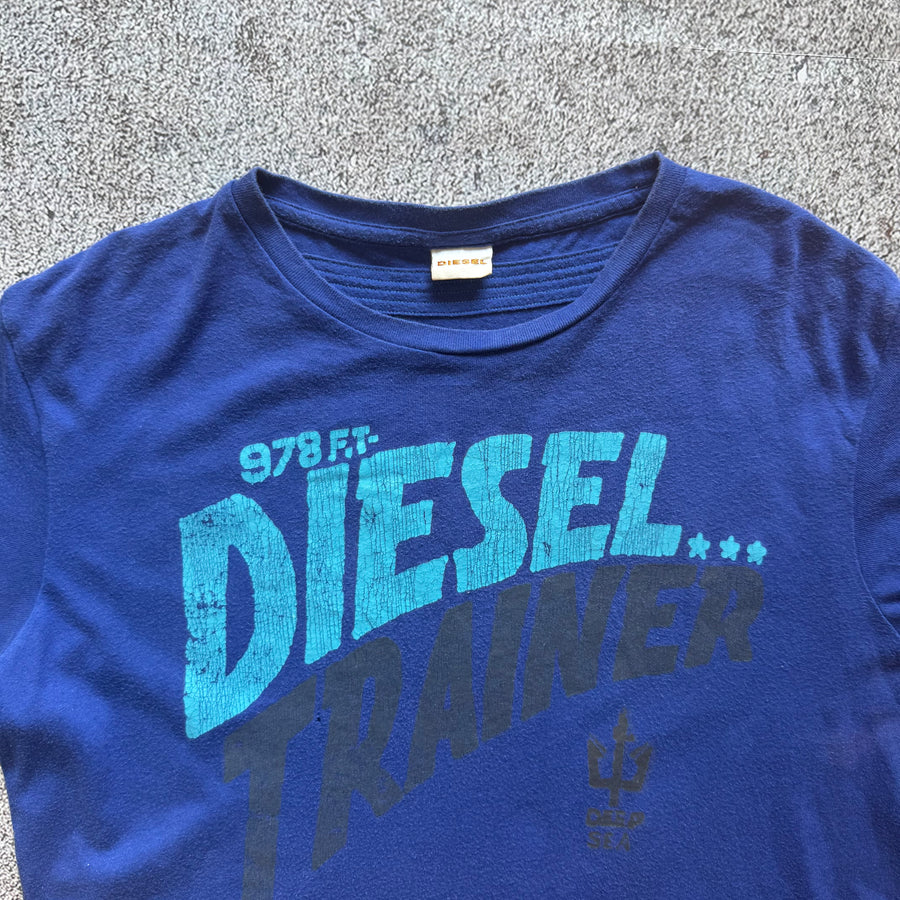 DIESEL
978 F.T-
DIESEL...
TRAINER
DEEP
SEA